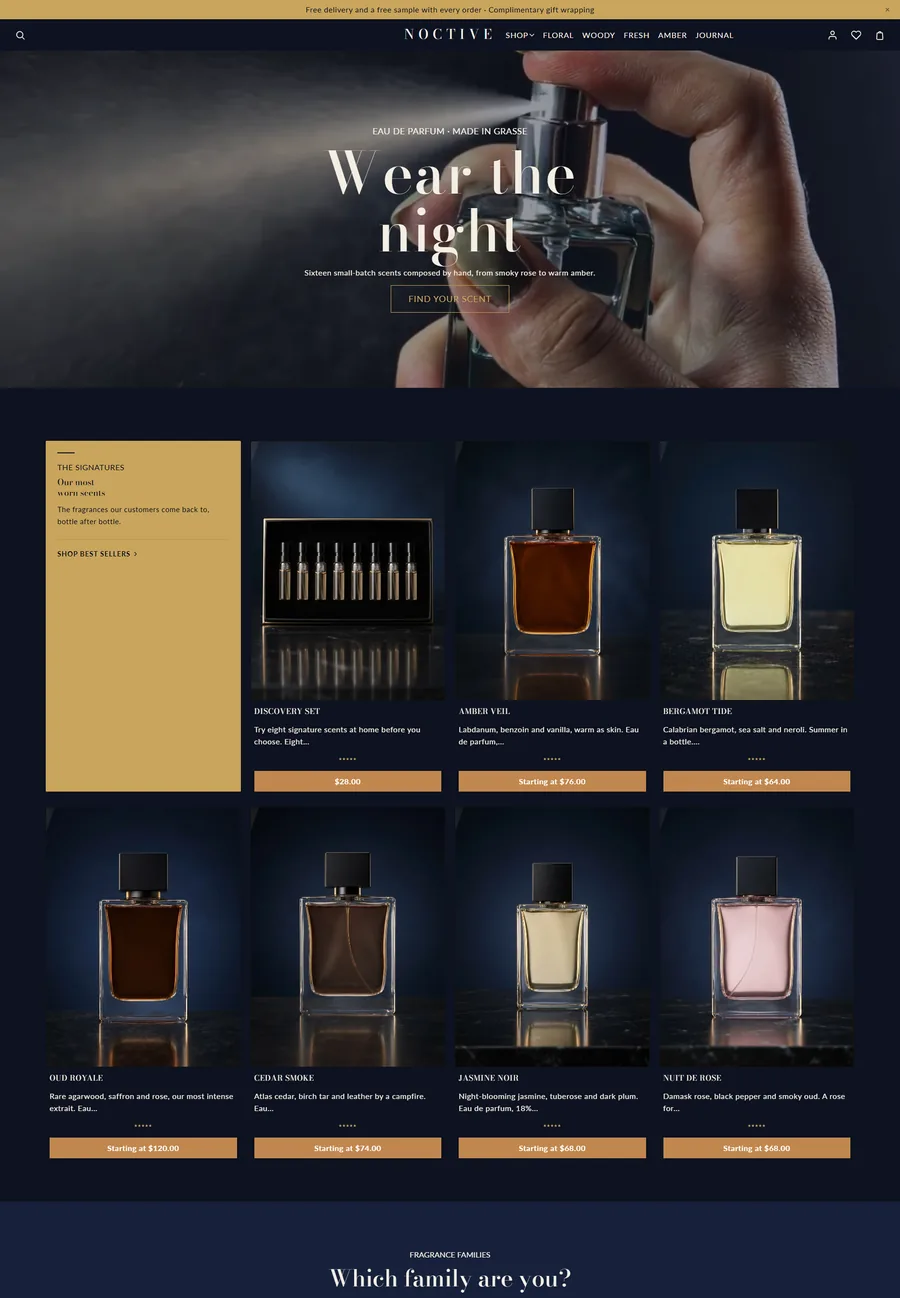 Free delivery and a free sample with every order - Complimentary gift wrapping
×
NOCTIVE SHOP FLORAL WOODY FRESH AMBER JOURNAL
EAU DE PARFUM · MADE IN GRASSE
Wear the
night
Sixteen small-batch scents composed by hand, from smoky rose to warm amber.
FIND YOUR SCENT
THE SIGNATURES
Our most
worn scents
The fragrances our customers come back to,
bottle after bottle.
SHOP BEST SELLERS
DISCOVERY SET
Try eight signature scents at home before you
choose. Eight...
$28.00
AMBER VEIL
Labdanum, benzoin and vanilla, warm as skin. Eau
de parfum,...
Starting at $76.00
BERGAMOT TIDE
Calabrian bergamot, sea salt and neroli. Summer in
a bottle....
Starting at $64.00
OUD ROYALE
Rare agarwood, saffron and rose, our most intense
extrait. Eau...
Starting at $120.00
CEDAR SMOKE
Atlas cedar, birch tar and leather by a campfire.
Eau...
Starting at $74.00
JASMINE NOIR
Night-blooming jasmine, tuberose and dark plum.
Eau de parfum, 18%...
Starting at $68.00
NUIT DE ROSE
Damask rose, black pepper and smoky oud. A rose
for...
Starting at $68.00
FRAGRANCE FAMILIES
Which family are you?